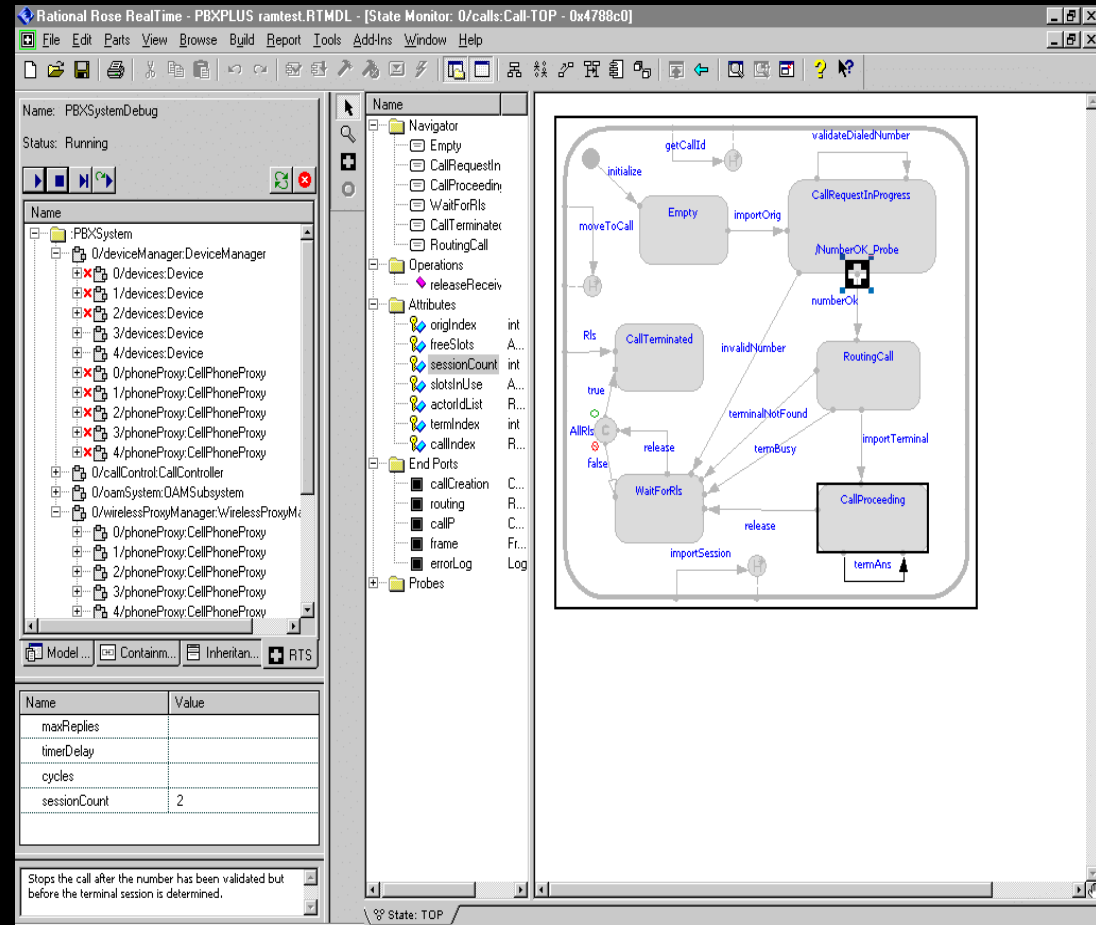 Rational Rose RealTime - PBXPLUS ramtest.RTMDL - [State Monitor: 0/calls:Call-TOP - 0x4788c0]
File Edit Parts View Browse Build Report Tools Add-Ins Window Help
Name: PBXSystemDebug
Status: Running
Name
:PBXSystem
0/deviceManager:DeviceManager
0/devices:Device
1/devices:Device
2/devices:Device
3/devices:Device
4/devices:Device
0/phoneProxy:CellPhoneProxy
1/phoneProxy:CellPhoneProxy
2/phoneProxy:CellPhoneProxy
3/phoneProxy:CellPhoneProxy
4/phoneProxy:CellPhoneProxy
0/callControl:CallController
0/oamSystem:OAMSubsystem
0/wirelessProxyManager:WirelessProxyMa
0/phoneProxy:CellPhoneProxy
1/phoneProxy:CellPhoneProxy
2/phoneProxy:CellPhoneProxy
3/phoneProxy:CellPhoneProxy
4/phoneProxy:CellPhoneProxy
Model ... Containm... Inheritan... RTS
Name Value
maxReplies
timerDelay
cycles
sessionCount 2
Stops the call after the number has been validated but
before the terminal session is determined.
Name
Navigator
Empty
CallRequestIn
CallProceeding
WaitForRls
CallTerminated
RoutingCall
Operations
releaseReceiv
Attributes
origIndex int
freeSlots A...
sessionCount int
slotsInUse A...
actorIdList R...
termIndex int
callIndex R...
End Ports
callCreation C...
routing R...
callP C...
frame Fr...
errorLog Log
Probes
getCallId
validateDialedNumber
initialize
CallRequestInProgress
Empty
importOrig
moveToCall
/NumberOK_Probe
numberOk
Rls
CallTerminated
invalidNumber
RoutingCall
true
terminalNotFound
AllRls
C
release
termBusy
importTerminal
false
WaitForRls
CallProceeding
release
importSession
termAns
H
H
H
State: TOP